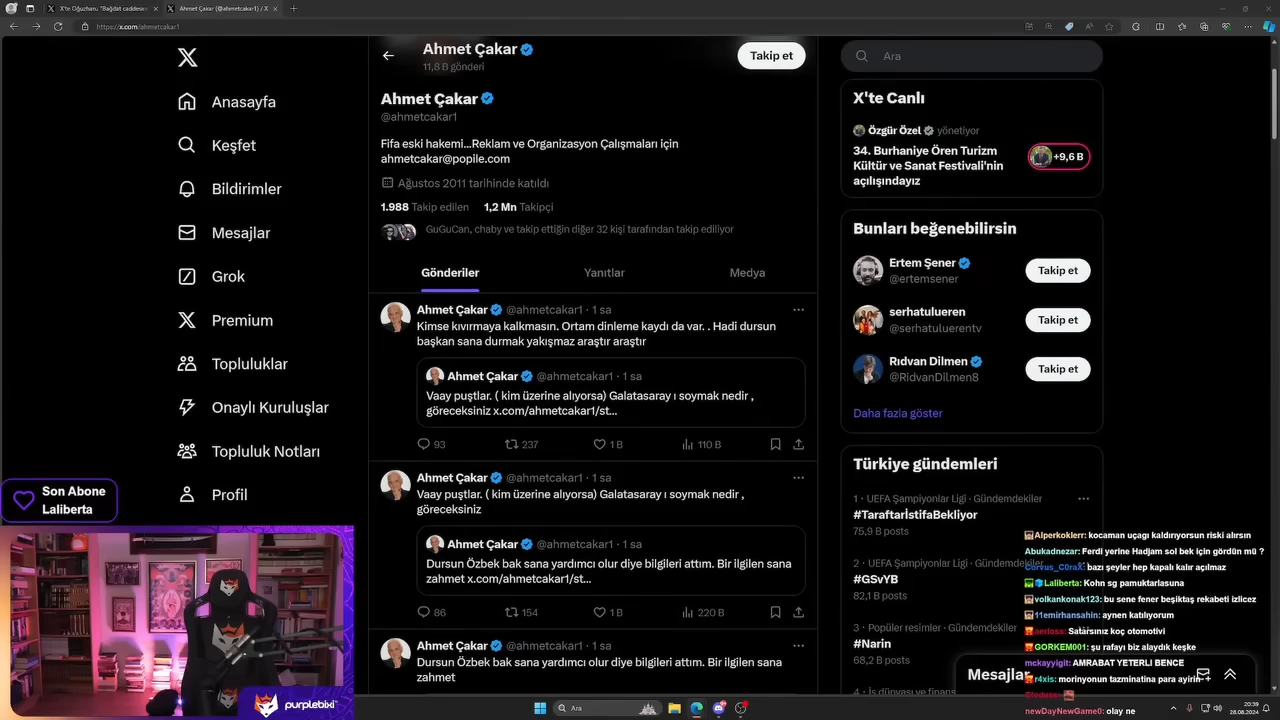 X'te Oğuzhanu "Bağdat caddesi
Ahmet Çakar (@ahmetcakar1) / X
https://x.com/ahmetcakar1
Anasayfa
Keşfet
Bildirimler
Mesajlar
Grok
Premium
Topluluklar
Onaylı Kuruluşlar
Topluluk Notları
Profil
Son Abone
Laliberta
purplebixi
Ahmet Çakar
11,8 B gönderi
Takip et
Ahmet Çakar
@ahmetcakar1
Fifa eski hakemi...Reklam ve Organizasyon Çalışmaları için
ahmetcakar@popile.com
Ağustos 2011 tarihinde katıldı
1.988 Takip edilen 1,2 Mn Takipçi
GuGuCan, chaby ve takip ettiğin diğer 32 kişi tarafından takip ediliyor
Gönderiler Yanıtlar Medya
Ahmet Çakar @ahmetcakar1 · 1 sa
Kimse kıvırmaya kalkmasın. Ortam dinleme kaydı da var. . Hadi dursun
başkan sana durmak yakışmaz araştır araştır
Ahmet Çakar @ahmetcakar1 · 1 sa
Vaay puştlar. ( kim üzerine alıyorsa) Galatasaray ı soymak nedir ,
göreceksiniz x.com/ahmetcakar1/st...
93 237 1 B 110 B
Ahmet Çakar @ahmetcakar1 · 1 sa
Vaay puştlar. ( kim üzerine alıyorsa) Galatasaray ı soymak nedir ,
göreceksiniz
Ahmet Çakar @ahmetcakar1 · 1 sa
Dursun Özbek bak sana yardımcı olur diye bilgileri attım. Bir ilgilen sana
zahmet x.com/ahmetcakar1/st...
86 154 1 B 220 B
Ahmet Çakar @ahmetcakar1 · 1 sa
Dursun Özbek bak sana yardımcı olur diye bilgileri attım. Bir ilgilen sana
zahmet
Ara
X'te Canlı
Özgür Özel yönetiyor
34. Burhaniye Ören Turizm
Kültür ve Sanat Festivali'nin
açılışındayız
+9,6 B
Bunları beğenebilirsin
Ertem Şener
@ertemsener
Takip et
serhatulueren
@serhatuluerentv
Takip et
Rıdvan Dilmen
@RidvanDilmen8
Takip et
Daha fazla göster
Türkiye gündemleri
1 · UEFA Şampiyonlar Ligi · Gündemdekiler
#TaraftarIstifaBekliyor
75,9 B posts
2 · UEFA Şampiyonlar Ligi · Gündemdekiler
#GSvYB
82,1 B posts
3 · Popüler resimler · Gündemdekiler
#Narin
68,2 B posts
4 · İş dünyası ve finans
Mesajlar
Alperkoklerr: kocaman uçagı kaldırıyorsun riski alırsın
Abukadnezar: Ferdi yerine Hadjam sol bek için gördün mü ?
Corvus_C0raX: bazı şeyler hep kapalı kalır açılmaz
Laliberta: Kohn sg pamuktarlasuna
volkankonak123: bu sene fener beşiktaş rekabeti izlicez
11emirhansahin: aynen katılıyorum
aerioss: Satarsınız koç otomotivi
GORKEM001: şu rafayı biz alaydık keşke
mckayyigit: AMRABAT YETERLI BENCE
r4xis: morinyonun tazminatina para ayirin
newDayNewGame0: olay ne
Ara
20:39
28.08.2024